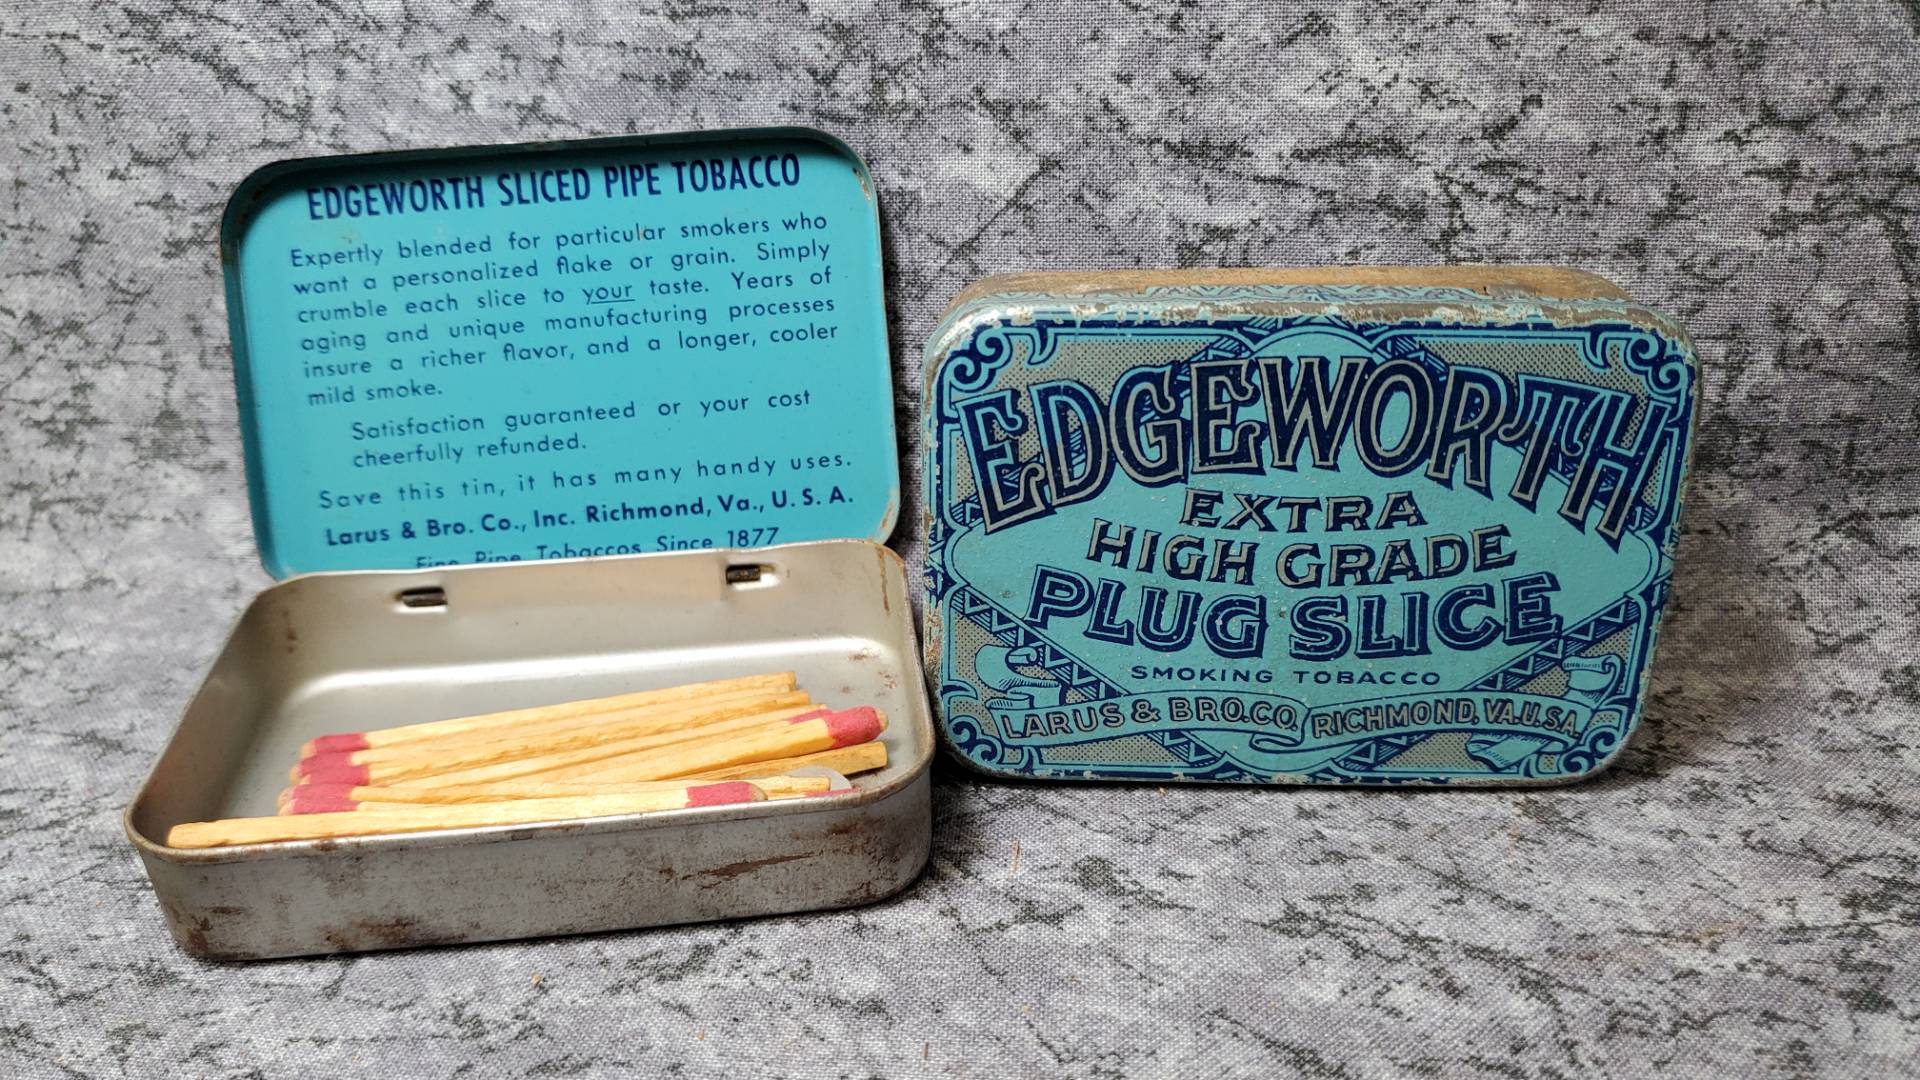 EDGEWORTH SLICED PIPE TOBACCO
Expertly blended for particular smokers who
want a personalized flake or grain. Simply
crumble each slice to your taste. Years of
aging and unique manufacturing processes
insure a richer flavor, and a longer, cooler
mild smoke.
Satisfaction guaranteed or your cost
cheerfully refunded.
Save this tin, it has many handy uses.
Larus & Bro. Co., Inc. Richmond, Va., U. S. A.
Fine Pipe Tobaccos Since 1877
EDGEWORTH
EXTRA
HIGH GRADE
PLUG SLICE
SMOKING TOBACCO
LARUS & BRO.CO. RICHMOND, VA. U.S.A.